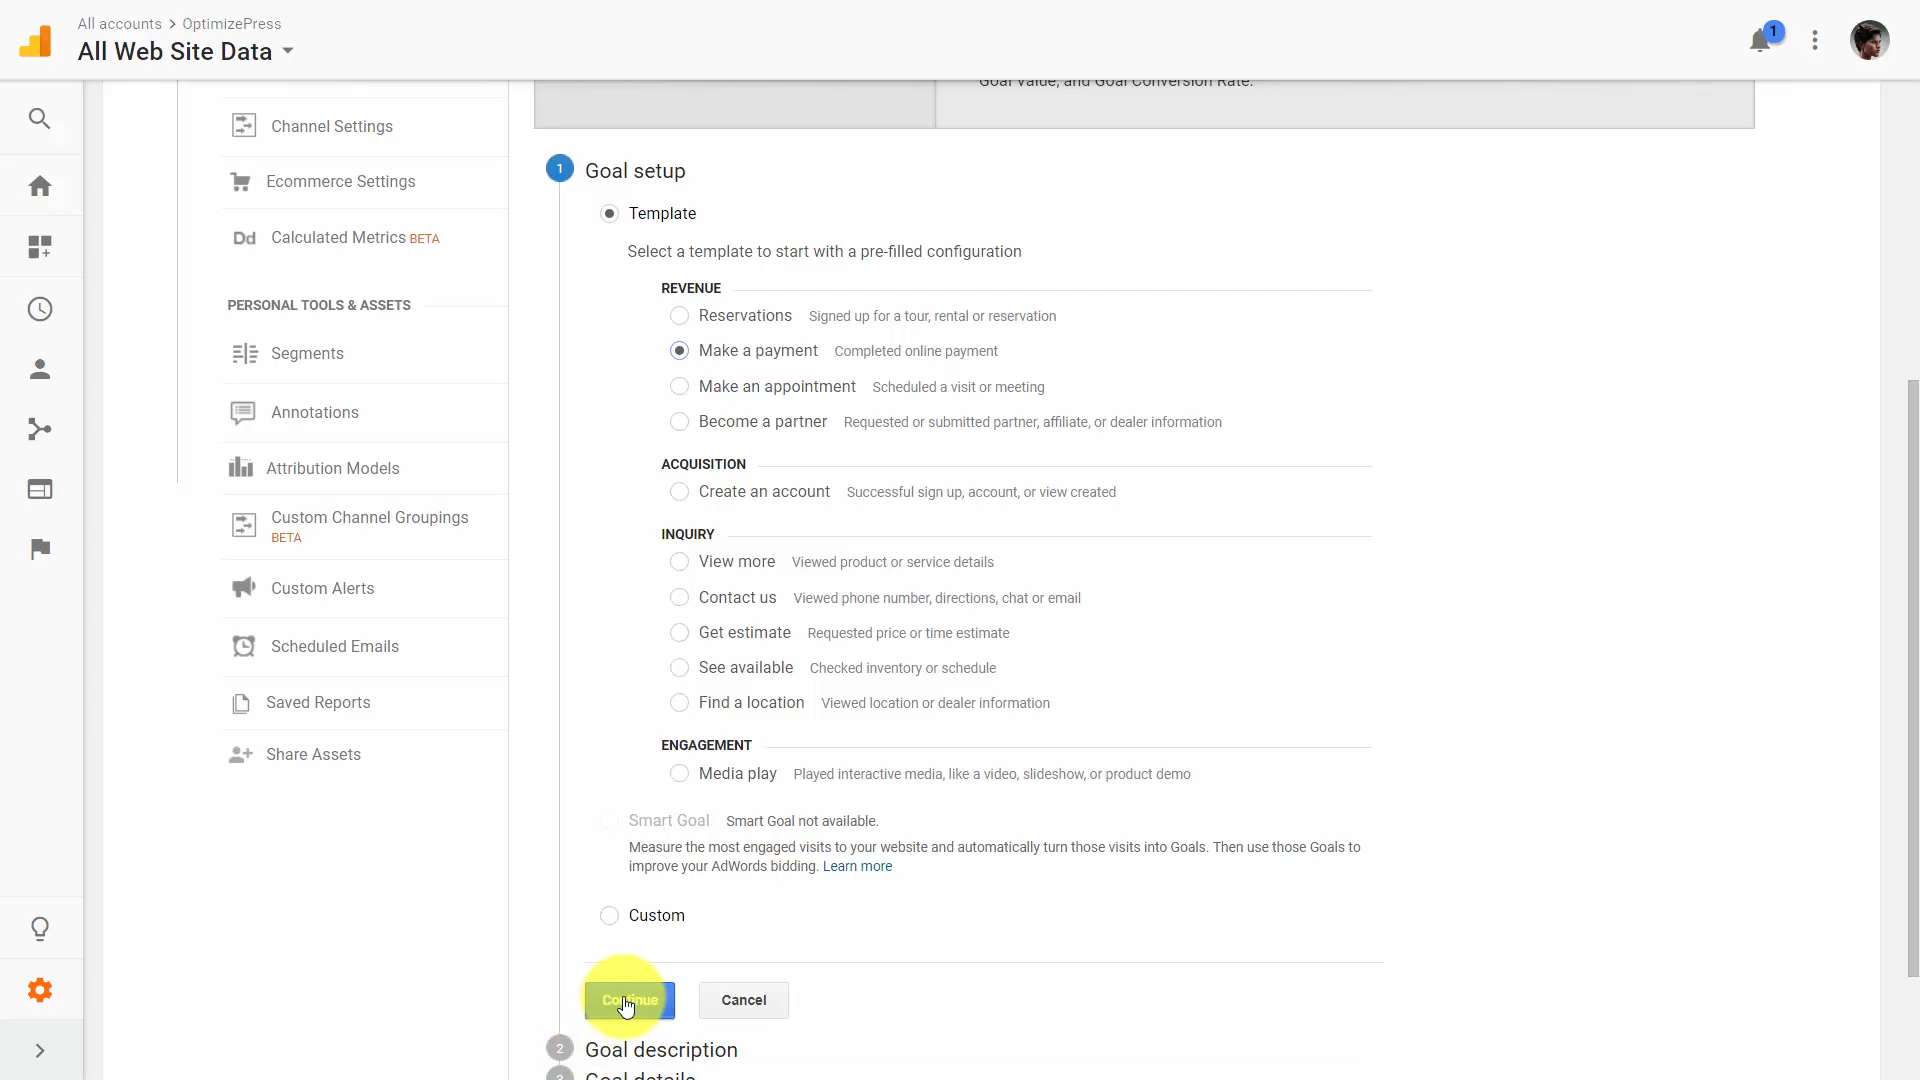 All accounts > OptimizePress
All Web Site Data
1
Goal Value, and Goal Conversion Rate.
Channel Settings
Ecommerce Settings
Dd Calculated Metrics BETA
PERSONAL TOOLS & ASSETS
Segments
Annotations
Attribution Models
Custom Channel Groupings
BETA
Custom Alerts
Scheduled Emails
Saved Reports
Share Assets
1 Goal setup
Template
Select a template to start with a pre-filled configuration
REVENUE
Reservations Signed up for a tour, rental or reservation
Make a payment Completed online payment
Make an appointment Scheduled a visit or meeting
Become a partner Requested or submitted partner, affiliate, or dealer information
ACQUISITION
Create an account Successful sign up, account, or view created
INQUIRY
View more Viewed product or service details
Contact us Viewed phone number, directions, chat or email
Get estimate Requested price or time estimate
See available Checked inventory or schedule
Find a location Viewed location or dealer information
ENGAGEMENT
Media play Played interactive media, like a video, slideshow, or product demo
Smart Goal Smart Goal not available.
Measure the most engaged visits to your website and automatically turn those visits into Goals. Then use those Goals to
improve your AdWords bidding. Learn more
Custom
Continue Cancel
2 Goal description
3 Goal details